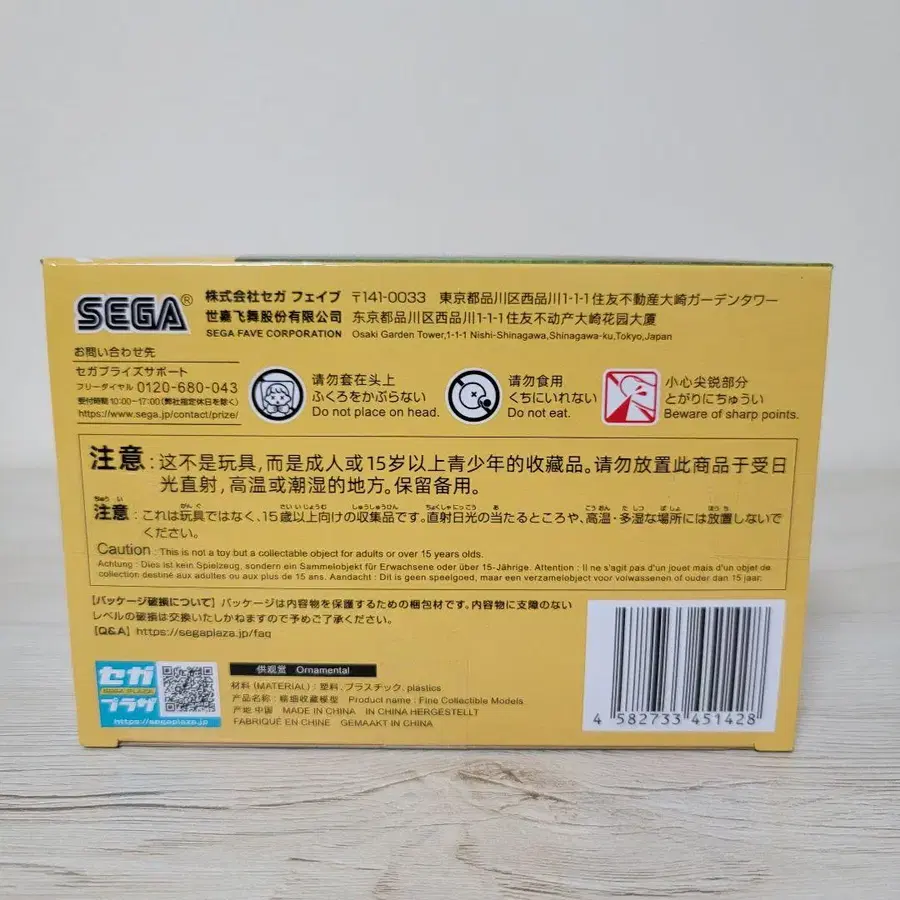 SEGA®
株式会社セガ フェイブ 〒141-0033 東京都品川区西品川1-1-1住友不動産大崎ガーデンタワー
世嘉飞舞股份有限公司 东京都品川区西品川1-1-1住友不动产大崎花园大厦
SEGA FAVE CORPORATION Osaki Garden Tower,1-1-1 Nishi-Shinagawa,Shinagawa-ku,Tokyo,Japan
お問い合わせ先
セガプライズサポート
フリーダイヤル 0120-680-043
受付時間 10:00~17:00(弊社指定休日を除く)
https://www.sega.jp/contact/prize/
请勿套在头上
ふくろをかぶらない
Do not place on head.
请勿食用
くちにいれない
Do not eat.
小心尖锐部分
とがりにちゅうい
Beware of sharp points.
注意:这不是玩具,而是成人或15岁以上青少年的收藏品。请勿放置此商品于受日
光直射,高温或潮湿的地方。保留备用。
注意:これは玩具ではなく、15歳以上向けの収集品です。直射日光の当たるところや、高温・多湿な場所には放置しないで
ください。
Caution : This is not a toy but a collectable object for adults or over 15 years old.
Achtung : Dies ist kein Spielzeug, sondern ein Sammelobjekt für Erwachsene oder über 15-Jährige. Attention : Il ne s'agit pas d'un jouet mais d'un objet de
collection destiné aux adultes ou aux plus de 15 ans. Aandacht : Dit is geen speelgoed, maar een verzamelobject voor volwassenen of ouder dan 15 jaar.
【パッケージ破損について】パッケージは内容物を保護するための梱包材です。内容物に支障のない
レベルの破損は交換いたしかねますので予めご了承ください。
【Q&A】https://segaplaza.jp/faq
セガ
SEGA PLAZA
プラザ
https://segaplaza.jp
供观赏 Ornamental
材料 (MATERIAL) : 塑料, プラスチック, plastics
产品名称 : 精细收藏模型 Product name : Fine Collectible Models
产地 中国 MADE IN CHINA IN CHINA HERGESTELLT
FABRIQUÉ EN CHINE GEMAAKT IN CHINA
4 582733 451428